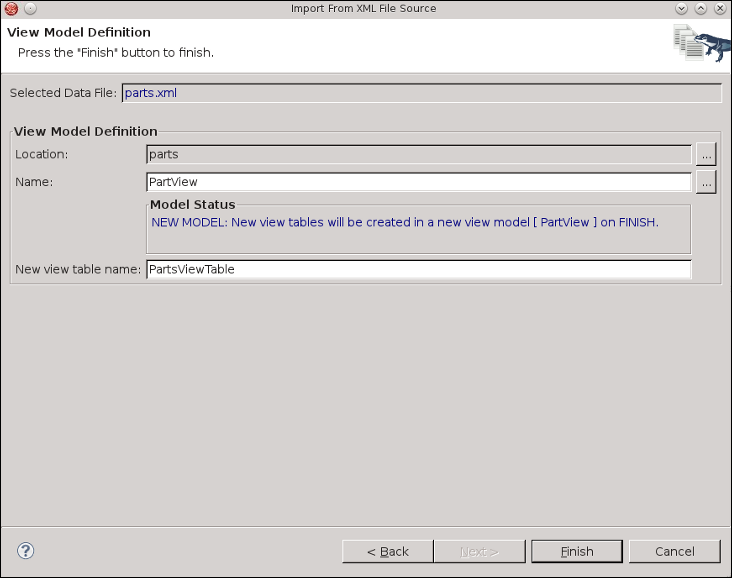 Import From XML File Source
View Model Definition
Press the "Finish" button to finish.
Selected Data File: parts.xml
View Model Definition
Location: parts ...
Name: PartView ...
Model Status
NEW MODEL: New view tables will be created in a new view model [ PartView ] on FINISH.
New view table name: PartsViewTable
? < Back Next > Finish Cancel